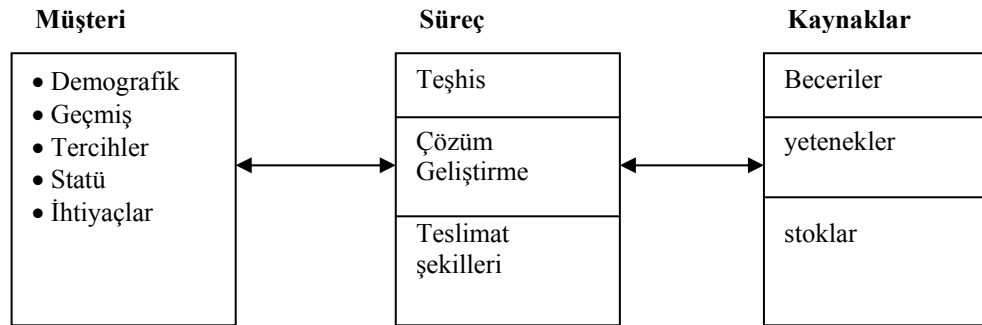 Müşteri
• Demografik
• Geçmiş
• Tercihler
• Statü
• İhtiyaçlar
Süreç
Teşhis
Çözüm
Geliştirme
Teslimat
şekilleri
Kaynaklar
Beceriler
yetenekler
stoklar